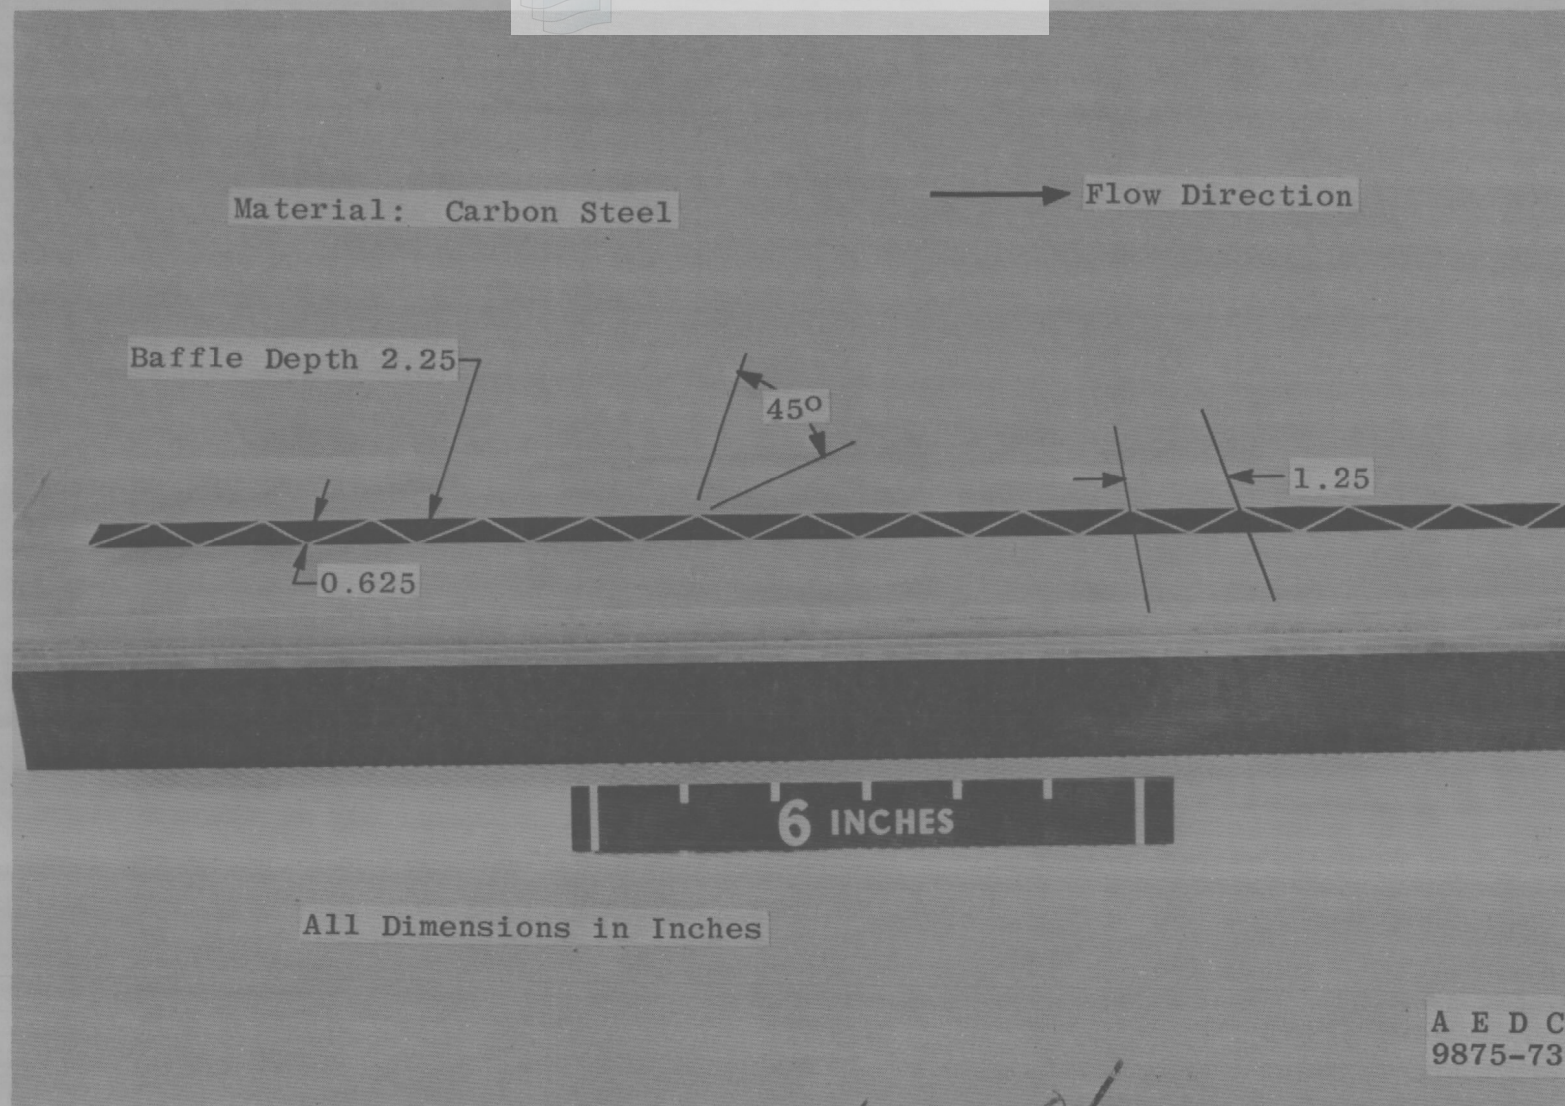 Material: Carbon Steel
Flow Direction
Baffle Depth 2.25
45º
1.25
0.625
6 INCHES
All Dimensions in Inches
A E D C
9875-73